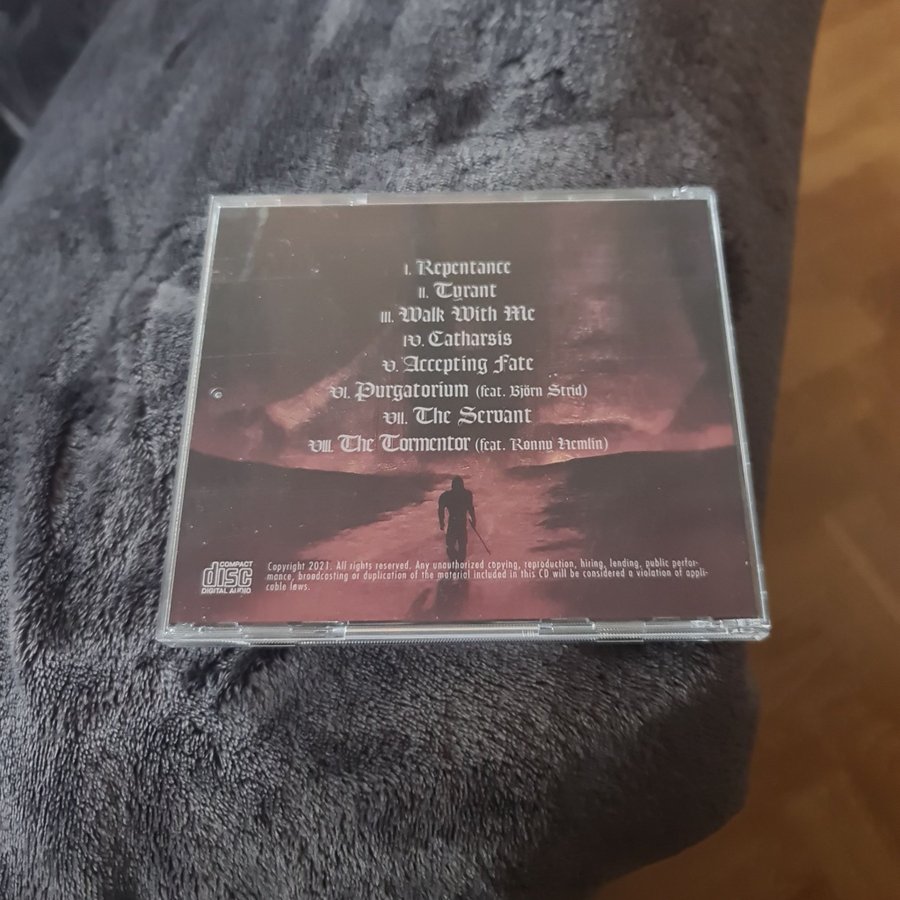 I. Repentance
II. Tyrant
III. Walk With Me
IV. Catharsis
V. Accepting Fate
VI. Purgatorium (feat. Björn Strid)
VII. The Servant
VIII. The Tormentor (feat. Ronny Hemlin)
COMPACT
disc
DIGITAL AUDIO
Copyright 2021. All rights reserved. Any unauthorized copying, reproduction, hiring, lending, public perfor-
mance, broadcasting or duplication of the material included in this CD will be considered a violation of appli-
cable laws.